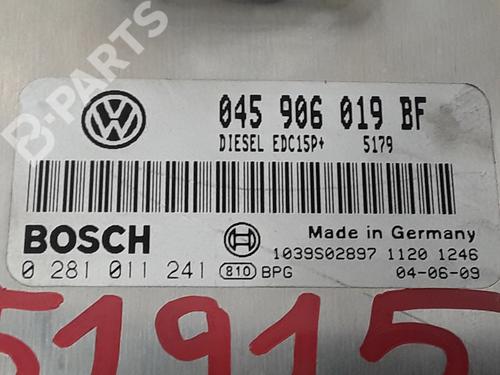 B-PARTS
045 906 019 BF
DIESEL EDC15P+ 5179
BOSCH
Made in Germany
1039S02897 1120 1246
0 281 011 241 810 BPG 04-06-09
51915